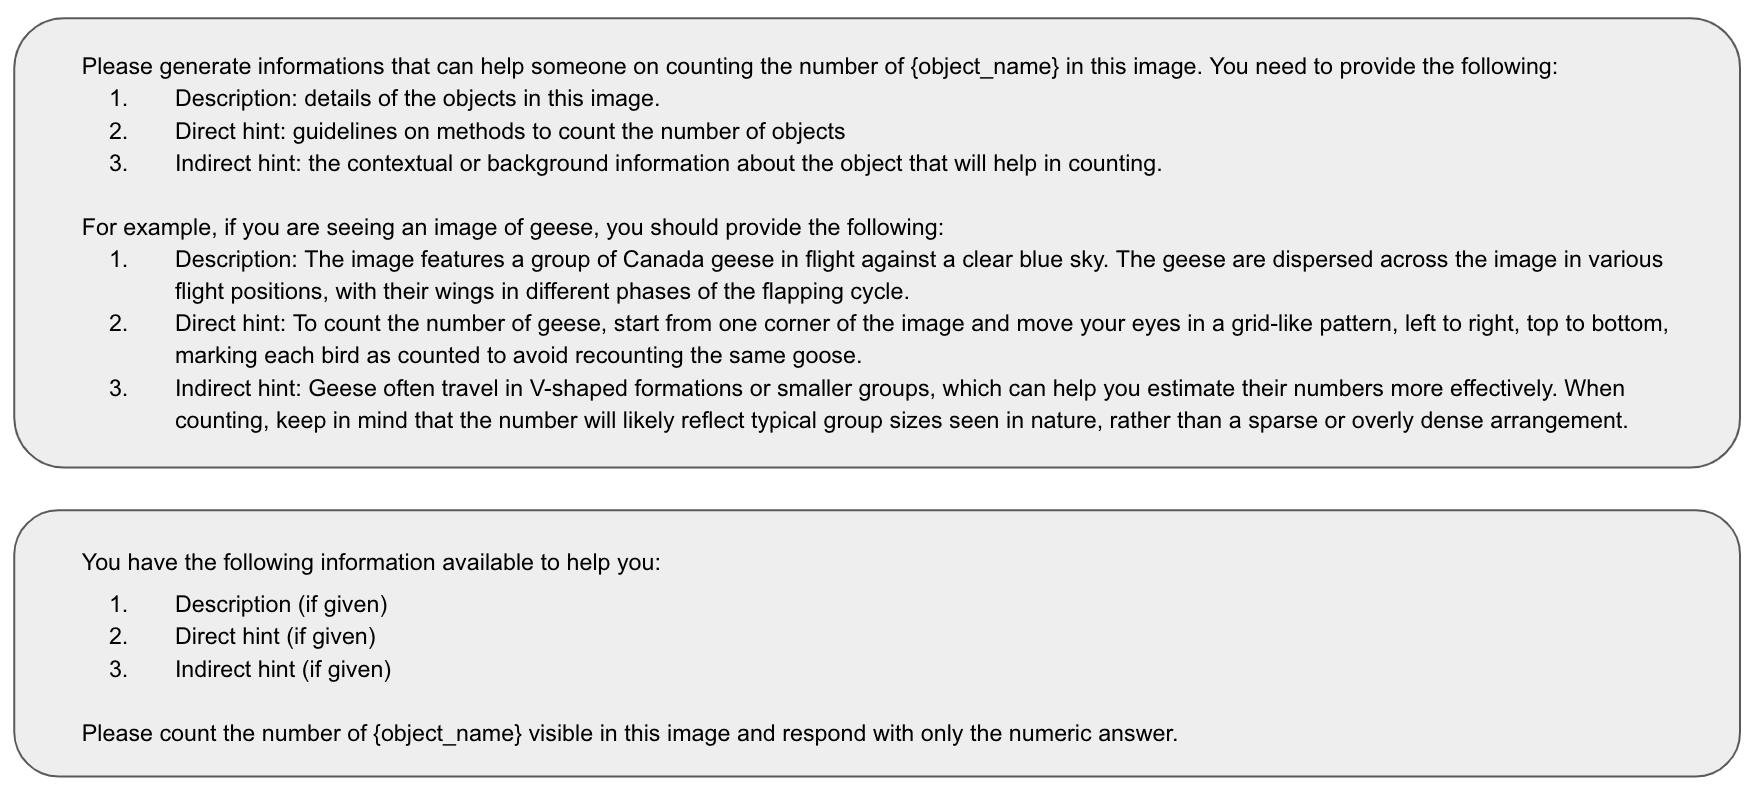 Please generate informations that can help someone on counting the number of {object_name} in this image. You need to provide the following:
1. Description: details of the objects in this image.
2. Direct hint: guidelines on methods to count the number of objects
3. Indirect hint: the contextual or background information about the object that will help in counting.
For example, if you are seeing an image of geese, you should provide the following:
1. Description: The image features a group of Canada geese in flight against a clear blue sky. The geese are dispersed across the image in various
flight positions, with their wings in different phases of the flapping cycle.
2. Direct hint: To count the number of geese, start from one corner of the image and move your eyes in a grid-like pattern, left to right, top to bottom,
marking each bird as counted to avoid recounting the same goose.
3. Indirect hint: Geese often travel in V-shaped formations or smaller groups, which can help you estimate their numbers more effectively. When
counting, keep in mind that the number will likely reflect typical group sizes seen in nature, rather than a sparse or overly dense arrangement.
You have the following information available to help you:
1. Description (if given)
2. Direct hint (if given)
3. Indirect hint (if given)
Please count the number of {object_name} visible in this image and respond with only the numeric answer.